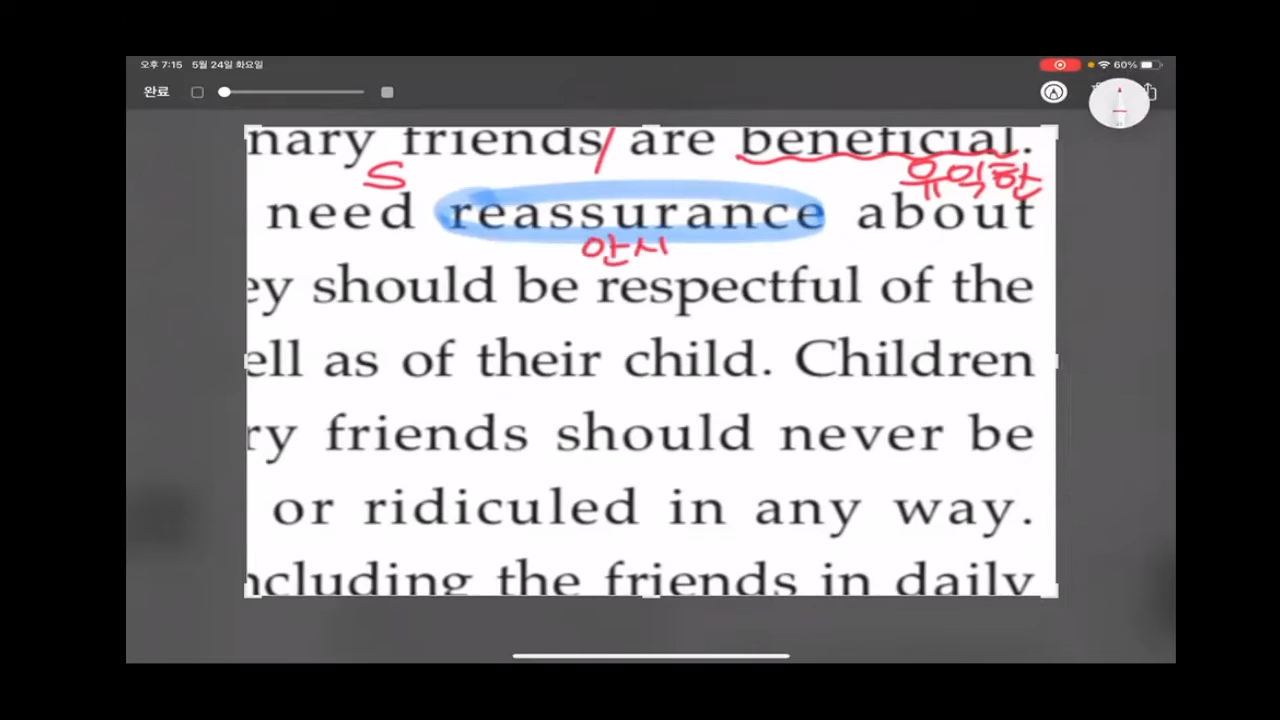 오후 7:15 5월 24일 화요일
60%
완료
nary friends/ are beneficial.
S 유익한
need reassurance about
안시
ey should be respectful of the
ell as of their child. Children
ry friends should never be
or ridiculed in any way.
ncluding the friends in daily